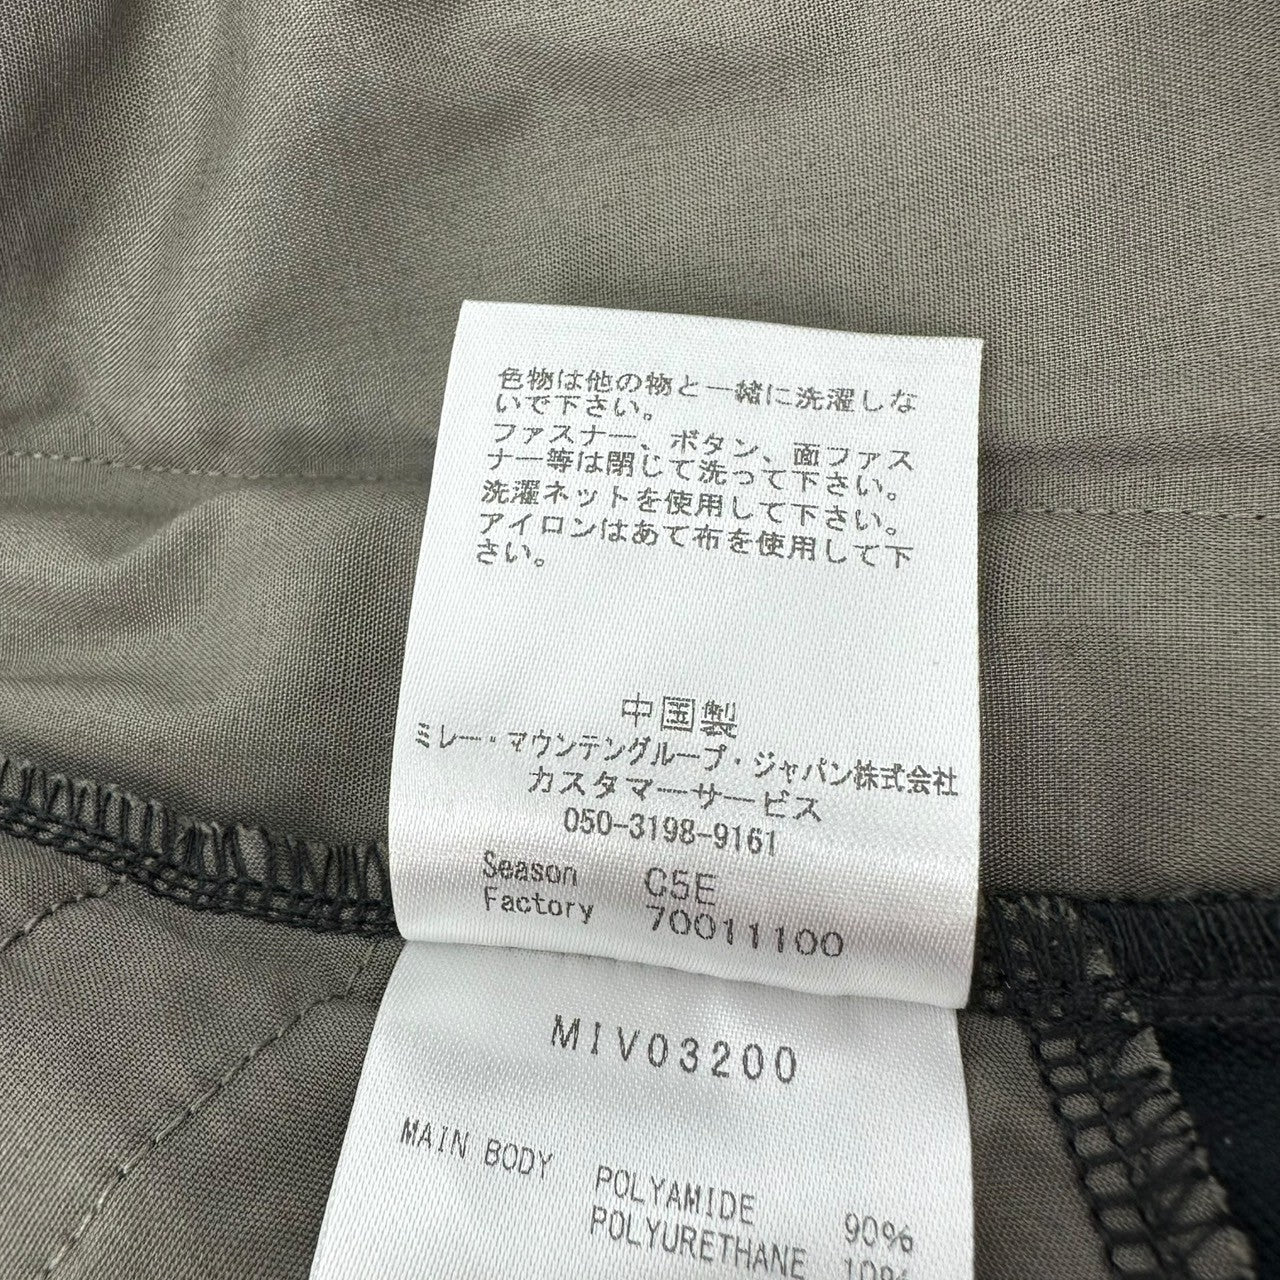 色物は他の物と一緒に洗濯しな
いで下さい。
ファスナー、ボタン、面ファス
ナー等は閉じて洗って下さい。
洗濯ネットを使用して下さい。
アイロンはあて布を使用して下
さい。
中国製
ミレー・マウンテングループ・ジャパン株式会社
カスタマーサービス
050-3198-9161
Season C5E
Factory 70011100
MIV03200
MAIN BODY POLYAMIDE 90%
POLYURETHANE 10%